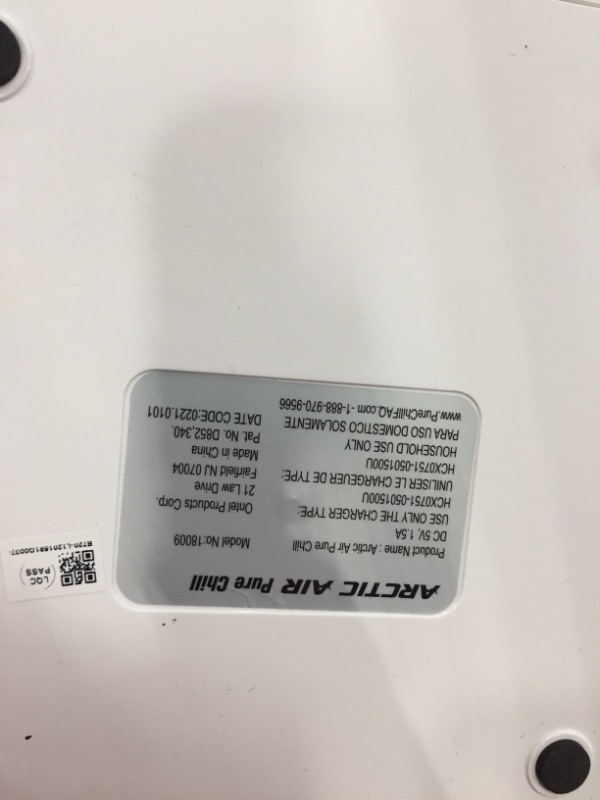 ARCTIC AIR Pure Chill
Product Name : Arctic Air Pure Chill
DC 5V, 1.5A
USE ONLY THE CHARGER TYPE:
HCX0751-0501500U
UNILISER LE CHARGEUER DE TYPE:
HCX0751-0501500U
HOUSEHOLD USE ONLY
PARA USO DOMESTICO SOLAMENTE
www.PureChillFAQ.com - 1-888-970-9566
Model No:18009
Ontel Products Corp.
21 Law Drive
Fairfield NJ 07004
Made in China
Pat. No. D852,340.
DATE CODE:0221.0101
LQC
PASS